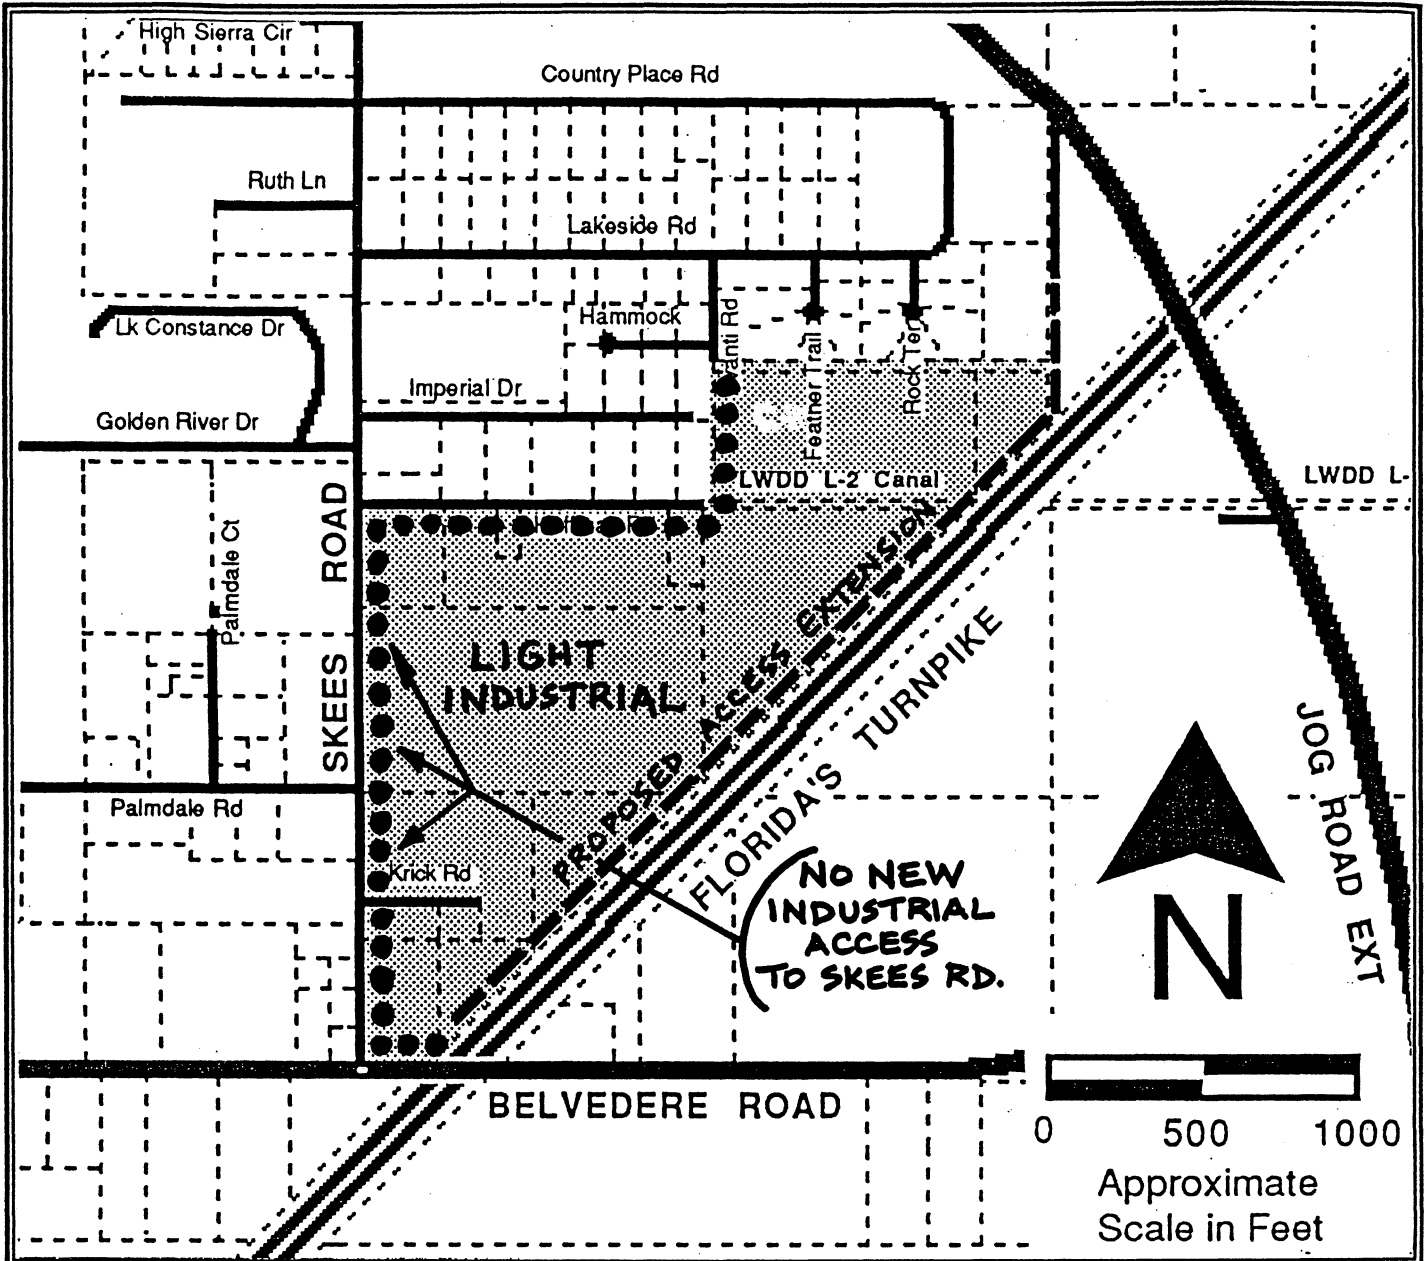 High Sierra Cir
Country Place Rd
Ruth Ln
Lakeside Rd
Lk Constance Dr
Hammock
Feather Trail
Imperial Dr
Golden River Dr
LWDD L-2 Canal
LWDD L-
Palmdale Ct
SKEES ROAD
LIGHT
INDUSTRIAL
PROPOSED ACCESS EXTENSION
FLORIDA'S TURNPIKE
JOG ROAD EXT
Palmdale Rd
Krick Rd
NO NEW
INDUSTRIAL
ACCESS
TO SKEES RD.
N
BELVEDERE ROAD
0 500 1000
Approximate
Scale in Feet